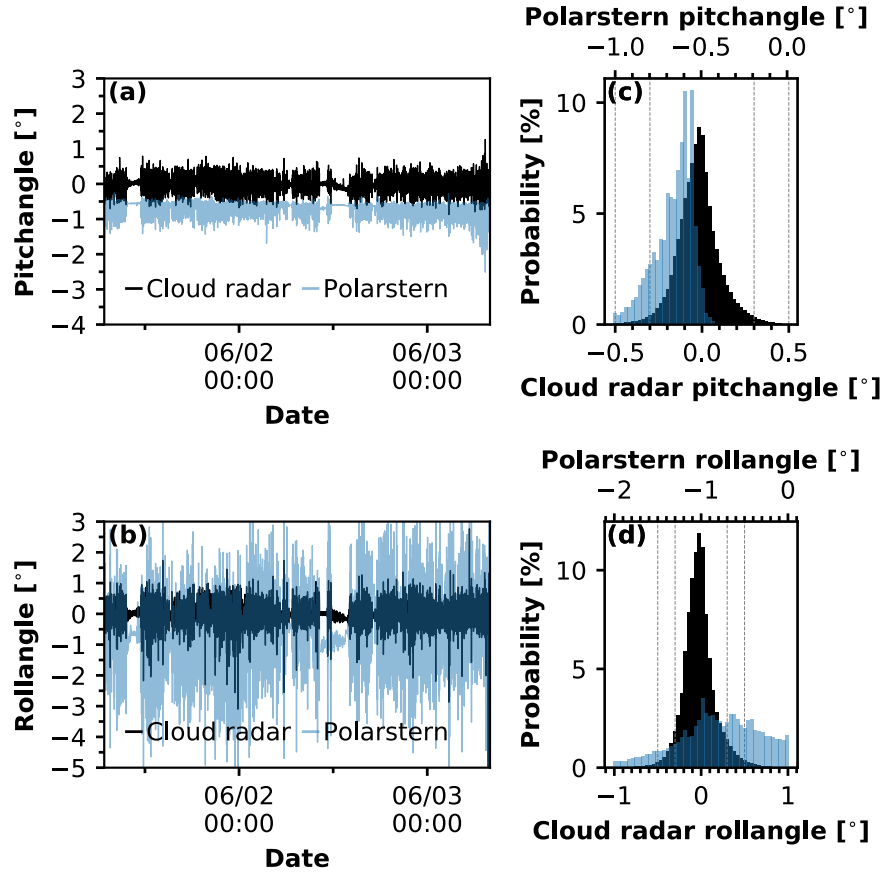 3
2
1
0
−1
−2
−3
−4
Pitchangle [°]
(a)
Cloud radar Polarstern
06/02 06/03
00:00 00:00
Date
Polarstern pitchangle [°]
−1.0 −0.5 0.0
(c)
10
5
0
Probability [%]
−0.5 0.0 0.5
Cloud radar pitchangle [°]
3
2
1
0
−1
−2
−3
−4
−5
Rollangle [°]
(b)
Cloud radar Polarstern
06/02 06/03
00:00 00:00
Date
Polarstern rollangle [°]
−2 −1 0
(d)
10
5
0
Probability [%]
−1 0 1
Cloud radar rollangle [°]